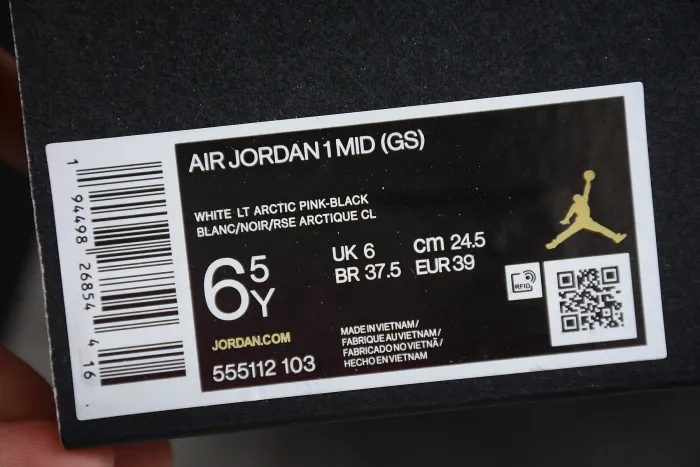 1
94498
26854
4
16
AIR JORDAN 1 MID (GS)
WHITE LT ARCTIC PINK-BLACK
BLANC/NOIR/RSE ARCTIQUE CL
6 5 Y
UK 6 cm 24.5
BR 37.5 EUR 39
JORDAN.COM
555112 103
MADE IN VIETNAM/
FABRIQUE AU VIETNAM/
FABRICADO NO VIETNÃ/
HECHO EN VIETNAM
RFID